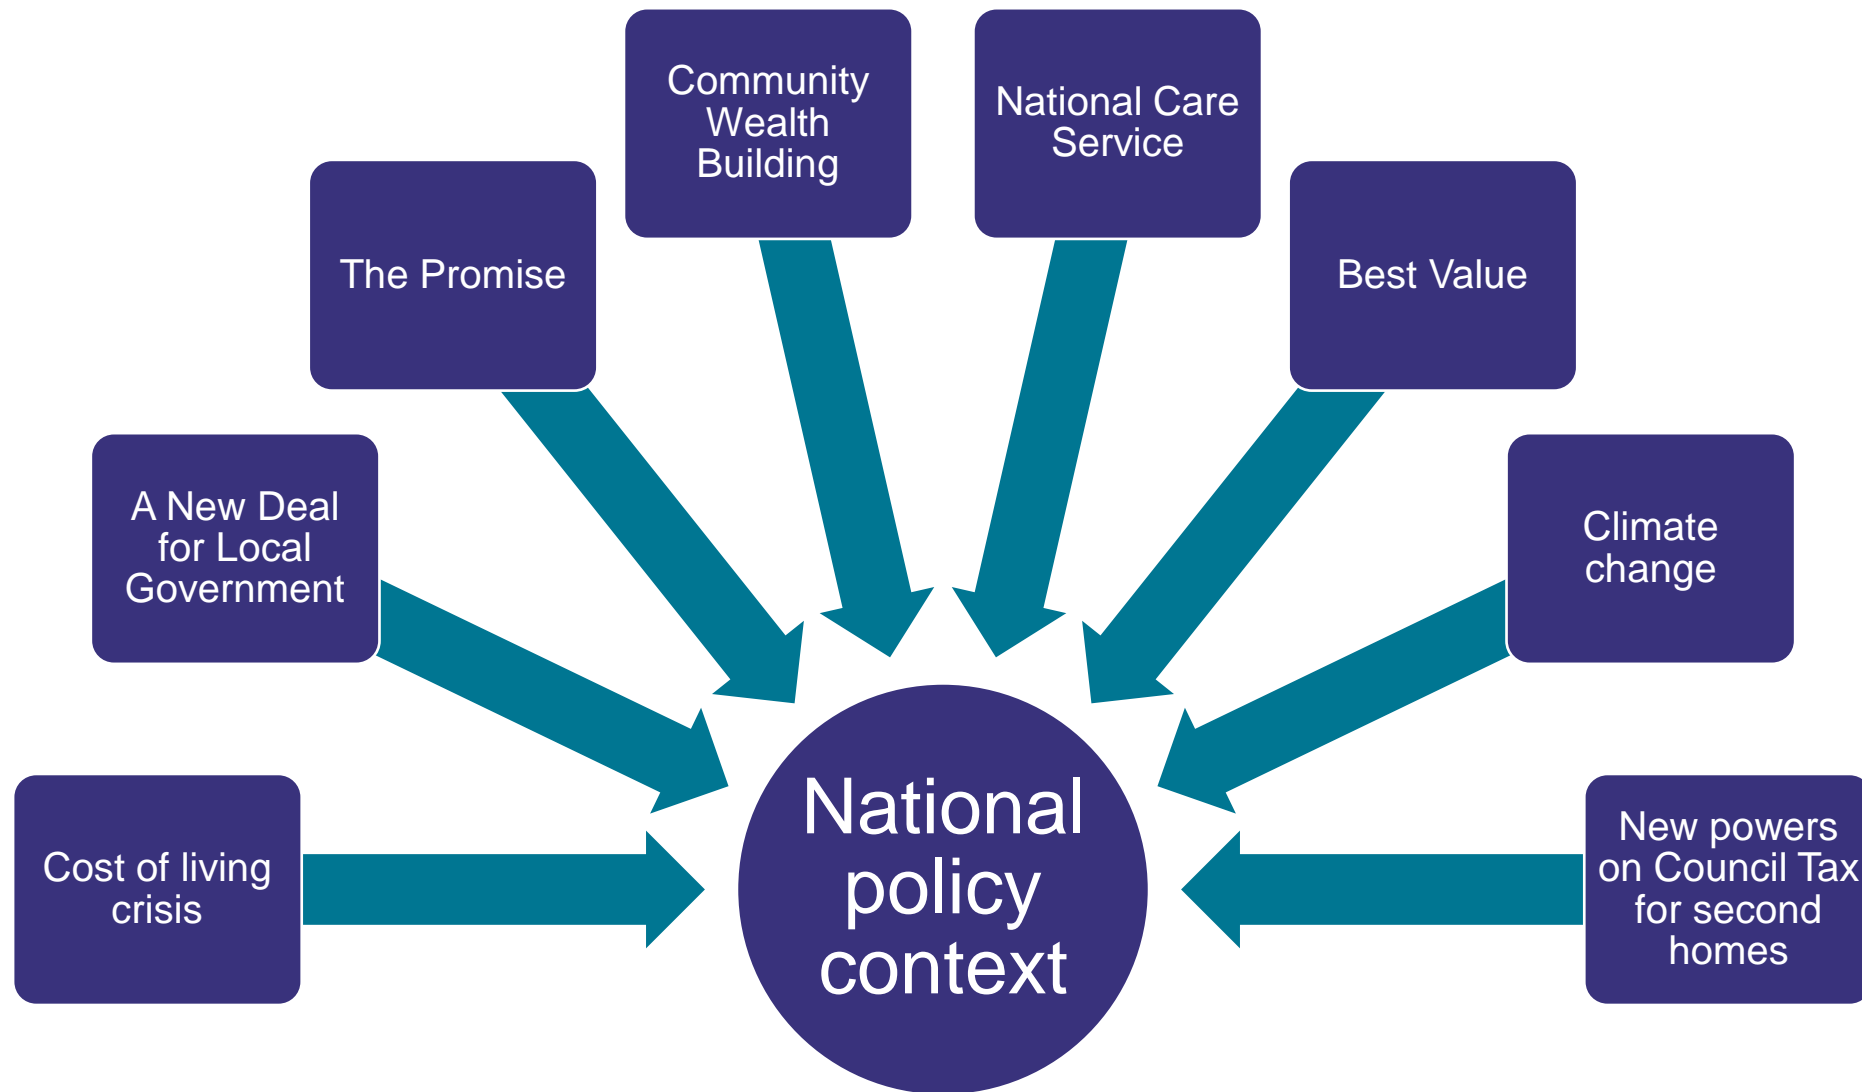 Community
Wealth
Building
National Care
Service
The Promise
Best Value
A New Deal
for Local
Government
Climate
change
Cost of living
crisis
National
policy
context
New powers
on Council Tax
for second
homes